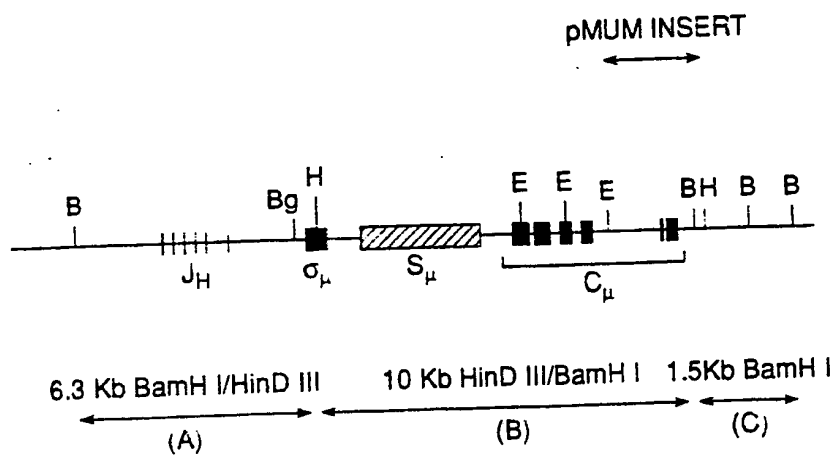 pMUM INSERT
B Bg H E E E B H B B
J_H σ_μ S_μ C_μ
6.3 Kb BamH I/HinD III 10 Kb HinD III/BamH I 1.5Kb BamH I
(A) (B) (C)